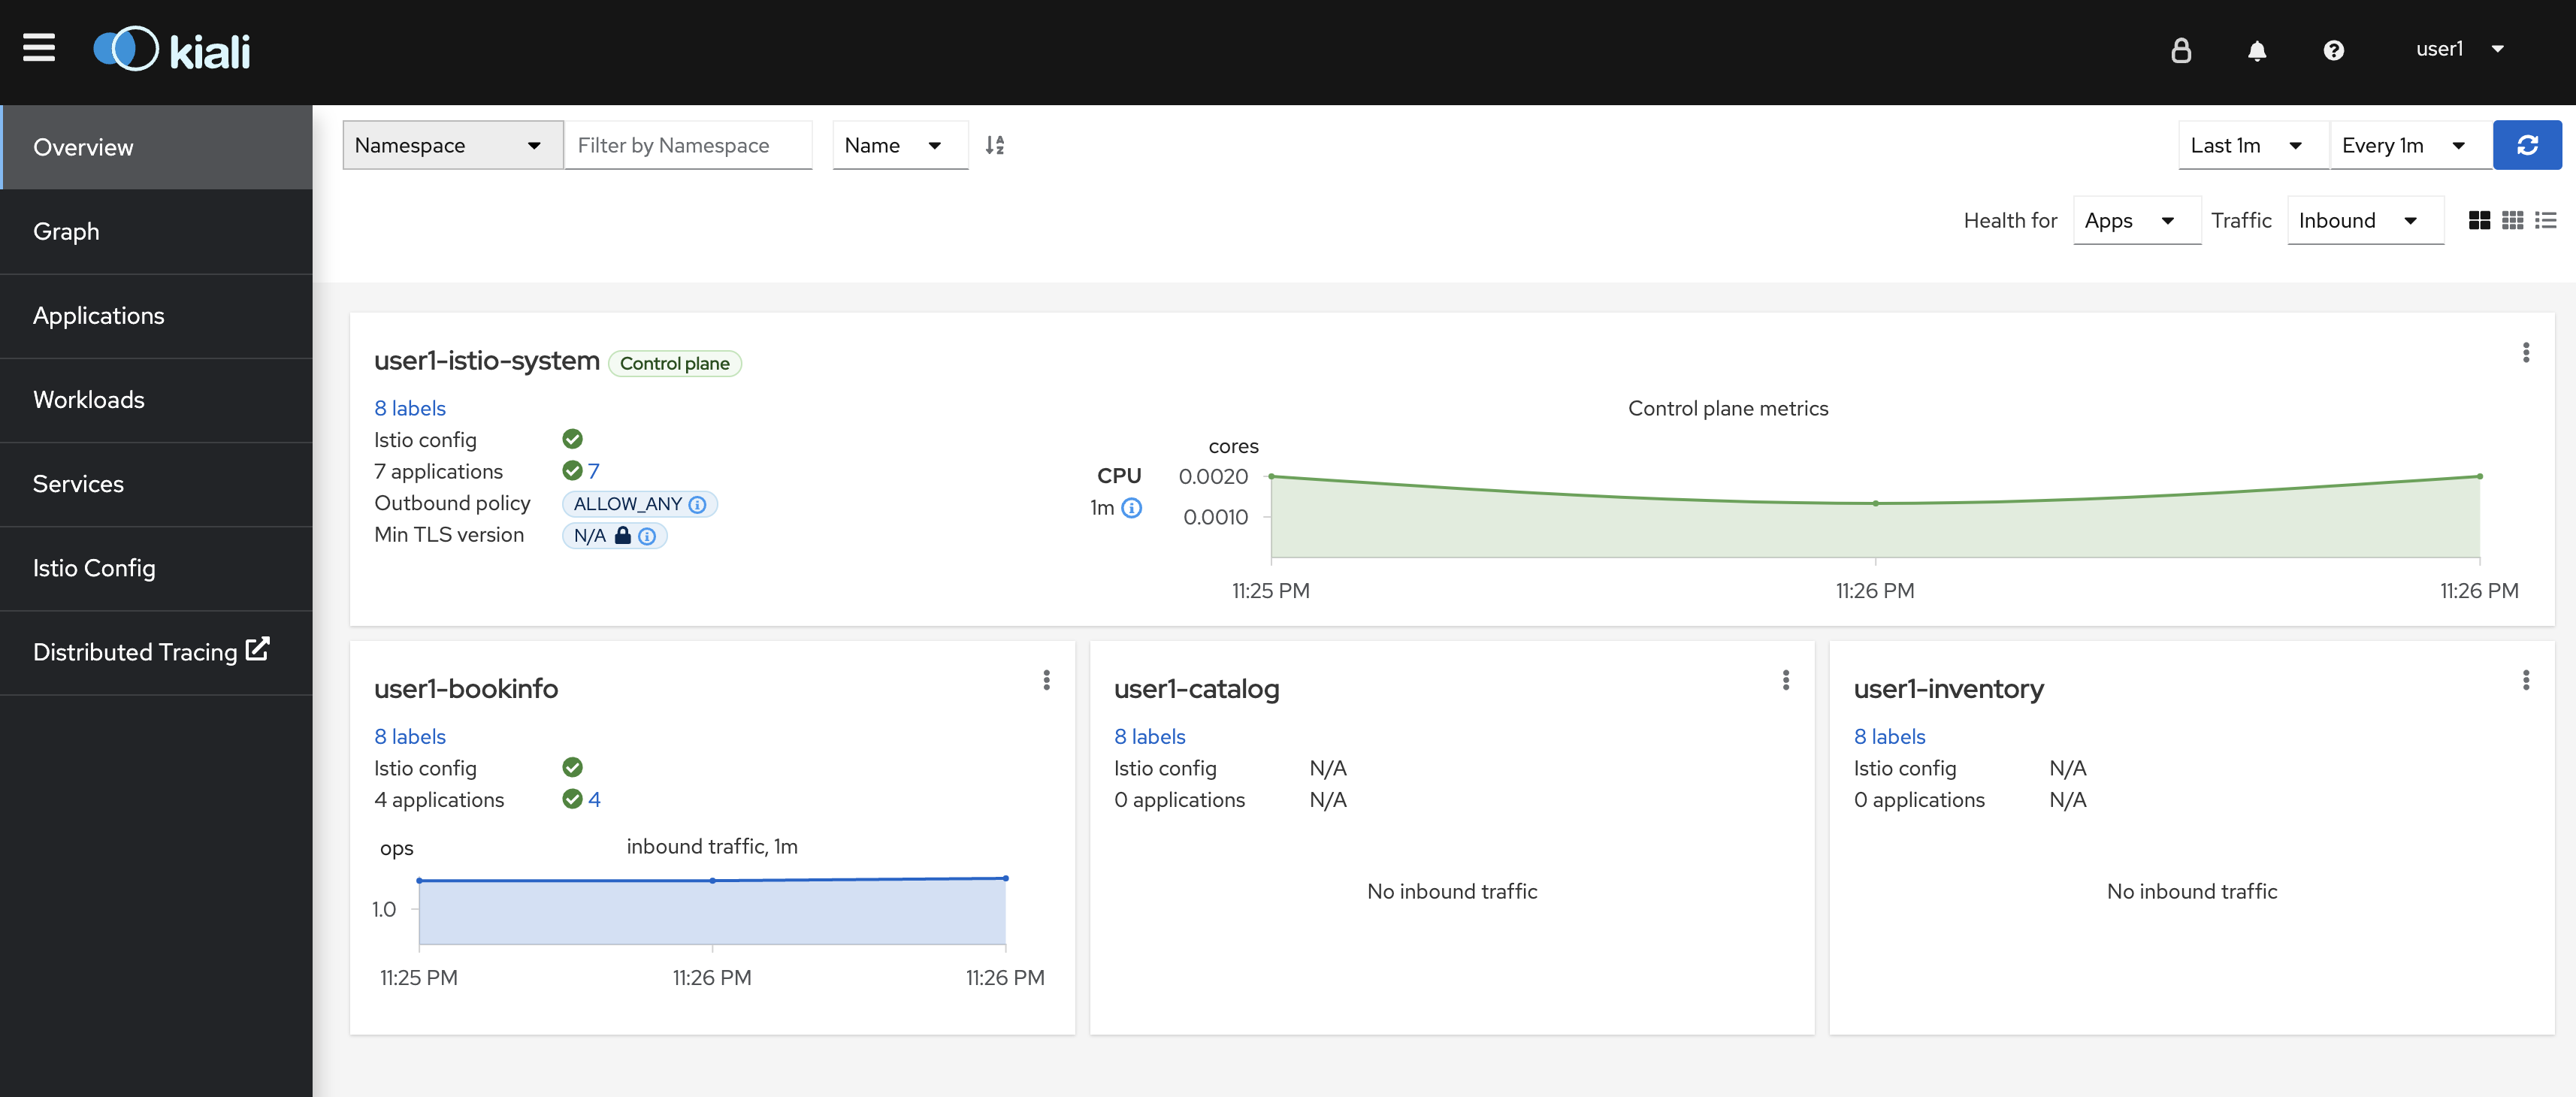 kiali
user1
Overview
Graph
Applications
Workloads
Services
Istio Config
Distributed Tracing
Namespace Filter by Namespace Name Last 1m Every 1m
Health for Apps Traffic Inbound
user1-istio-system Control plane
8 labels
Istio config
7 applications 7
Outbound policy ALLOW_ANY
Min TLS version N/A
Control plane metrics
cores
CPU 0.0020
1m 0.0010
11:25 PM 11:26 PM 11:26 PM
user1-bookinfo
8 labels
Istio config
4 applications 4
ops inbound traffic, 1m
1.0
11:25 PM 11:26 PM 11:26 PM
user1-catalog
8 labels
Istio config N/A
0 applications N/A
No inbound traffic
user1-inventory
8 labels
Istio config N/A
0 applications N/A
No inbound traffic